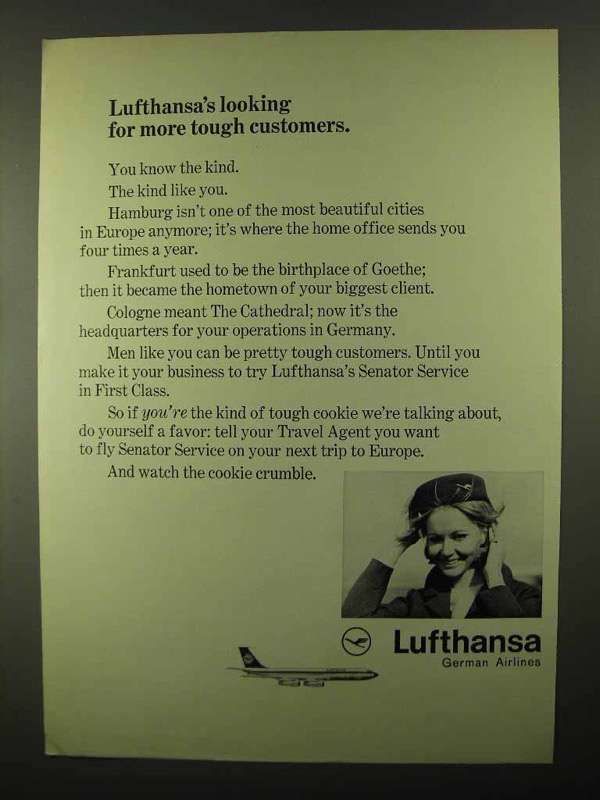 Lufthansa's looking
for more tough customers.
You know the kind.
The kind like you.
Hamburg isn't one of the most beautiful cities
in Europe anymore; it's where the home office sends you
four times a year.
Frankfurt used to be the birthplace of Goethe;
then it became the hometown of your biggest client.
Cologne meant The Cathedral; now it's the
headquarters for your operations in Germany.
Men like you can be pretty tough customers. Until you
make it your business to try Lufthansa's Senator Service
in First Class.
So if you're the kind of tough cookie we're talking about,
do yourself a favor: tell your Travel Agent you want
to fly Senator Service on your next trip to Europe.
And watch the cookie crumble.
Lufthansa
German Airlines